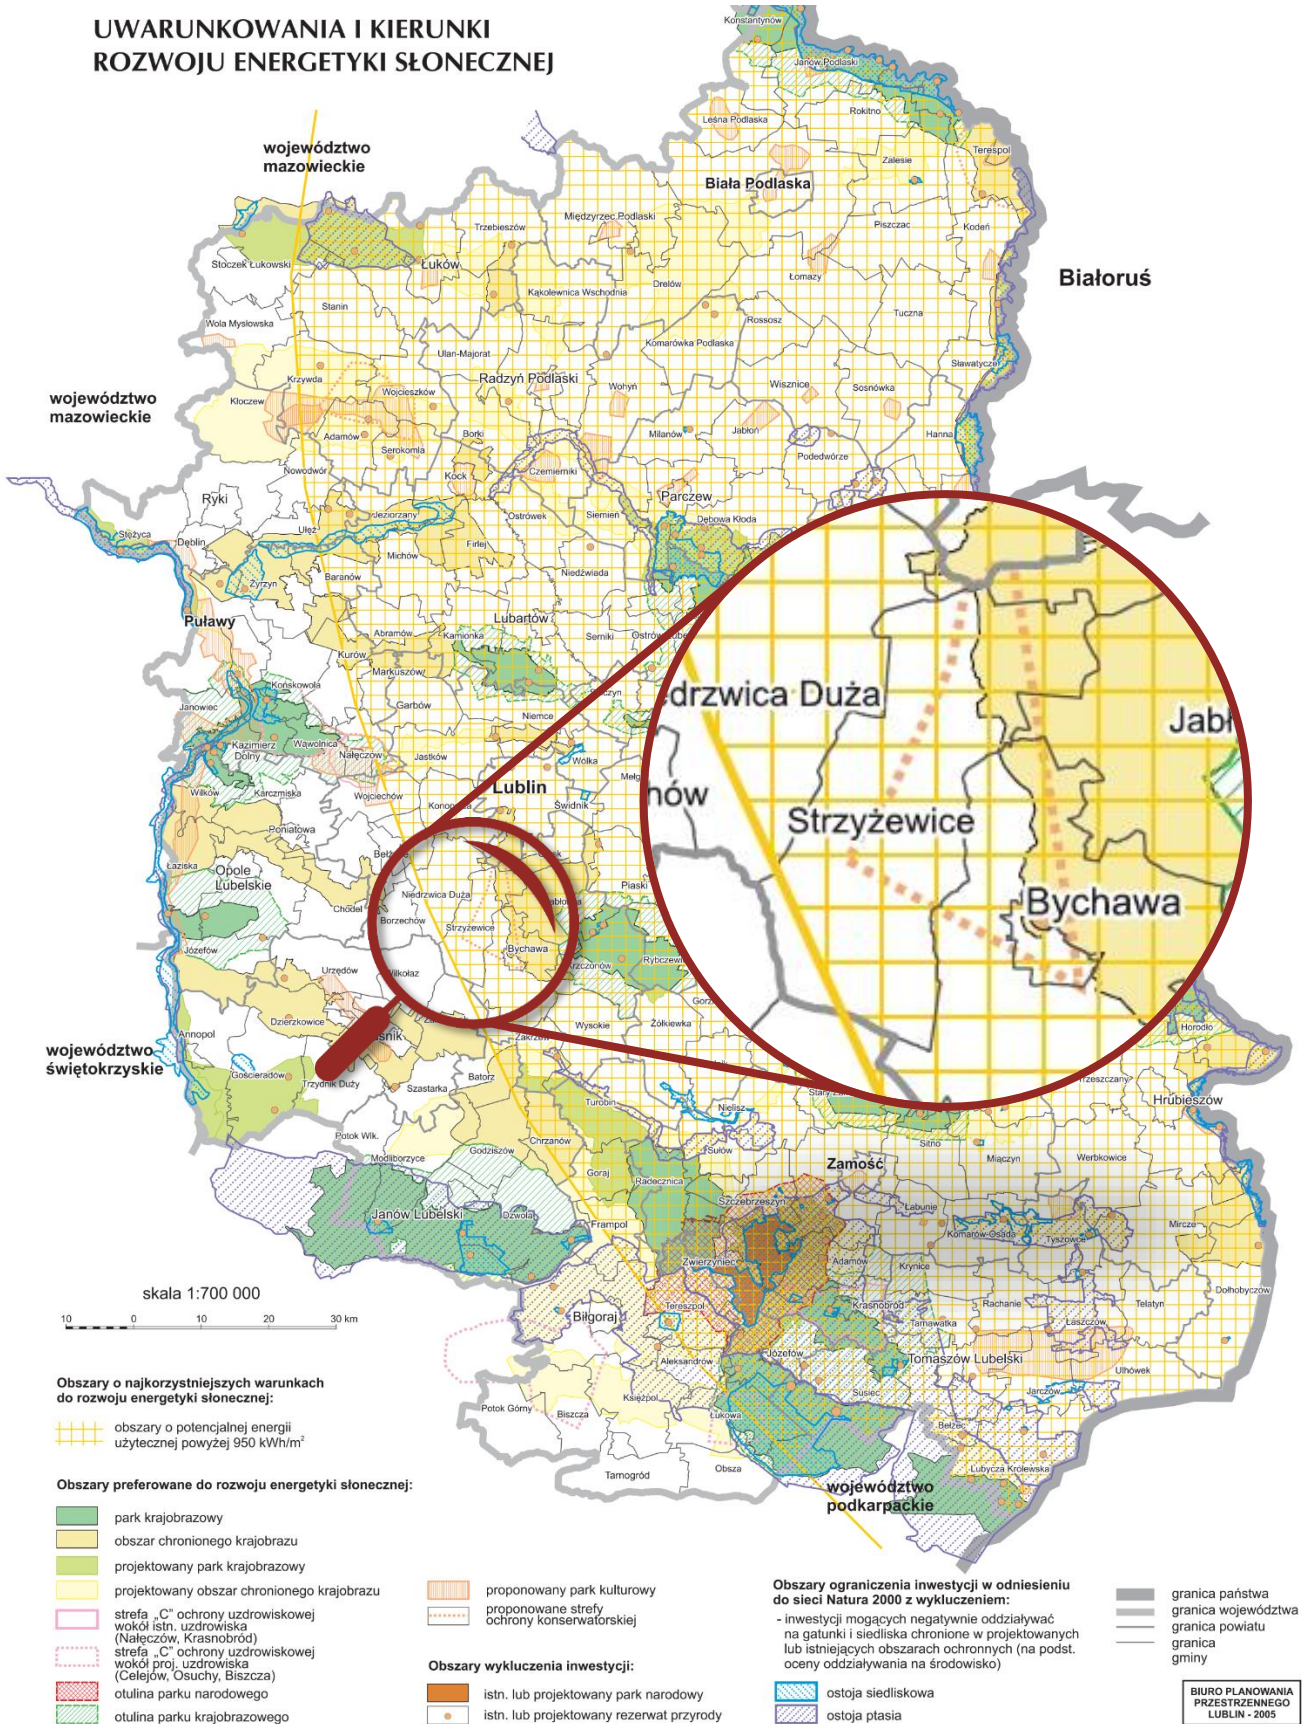 UWARUNKOWANIA I KIERUNKI
ROZWOJU ENERGETYKI SŁONECZNEJ
Konstantynów
Janów Podlaski
Rokitno
Leśna Podlaska
Zalesie
Terespol
województwo
mazowieckie
Biała Podlaska
Międzyrzec Podlaski
Trzebieszów
Piszczac
Kodeń
Stoczek Łukowski
Łuków
Kąkolewnica Wschodnia
Drelów
Łomazy
Białoruś
Stanin
Wola Mysłowska
Rossosz
Tuczna
Komarówka Podlaska
Ulan-Majorat
Sławatycze
Krzywda
Wojcieszków
Radzyń Podlaski
Wohyń
Wisznice
Sosnówka
województwo
mazowieckie
Kłoczew
Adamów
Serokomla
Borki
Milanów
Jabłoń
Hanna
Podedwórze
Nowodwór
Kock
Czemierniki
Ryki
Parczew
Stężyca
Dęblin
Ułęż
Jeziorzany
Ostrówek
Siemień
Dębowa Kłoda
Firlej
Michów
Żyrzyn
Baranów
Niedźwiada
Puławy
Lubartów
Abramów
Kamionka
Serniki
Kurów
Markuszów
Końskowola
Janowiec
Garbów
Niemce
Kazimierz
Dolny
Wąwolnica
Nałęczów
Jastków
Wólka
Wilków
Karczmiska
Wojciechów
Lublin
Świdnik
Poniatowa
Łaziska
Opole
Lubelskie
Chodel
Niedrzwica Duża
Piaski
Borzechów
Strzyżewice
Bychawa
Józefów
Urzędów
Rybczewi
drzwica Duża
Jabł
hów
Strzyżewice
Bychawa
Annopol
Dzierzkowice
Wysokie
Żółkiewka
Horodło
województwo
świętokrzyskie
Gościeradów
Trzydnik Duży
Szastarka
Batorz
Turobin
Nielisz
Hrubieszów
Sitno
Potok Wlk.
Modliborzyce
Godziszów
Chrzanów
Sułów
Zamość
Miączyn
Werbkowice
Goraj
Radecznica
Szczebrzeszyn
Łabunie
Janów Lubelski
Dzwola
Frampol
Komarów-Osada
Tyszowce
Mircze
Zwierzyniec
Adamów
Krynice
Dołhobyczów
Tereszpol
Krasnobród
Rachanie
Telatyn
Biłgoraj
Tarnawatka
Łaszczów
Aleksandrów
Józefów
Tomaszów Lubelski
Ulhówek
Susiec
Jarczów
Potok Górny
Biszcza
Księżpol
Łukowa
Bełżec
Tarnogród
Obsza
Lubycza Królewska
województwo
podkarpackie
skala 1:700 000
10 0 10 20 30 km
Obszary o najkorzystniejszych warunkach
do rozwoju energetyki słonecznej:
obszary o potencjalnej energii
użytecznej powyżej 950 kWh/m²
Obszary preferowane do rozwoju energetyki słonecznej:
park krajobrazowy
obszar chronionego krajobrazu
projektowany park krajobrazowy
projektowany obszar chronionego krajobrazu
strefa „C” ochrony uzdrowiskowej
wokół istn. uzdrowiska
(Nałęczów, Krasnobród)
strefa „C” ochrony uzdrowiskowej
wokół proj. uzdrowiska
(Celejów, Osuchy, Biszcza)
otulina parku narodowego
otulina parku krajobrazowego
proponowany park kulturowy
proponowane strefy
ochrony konserwatorskiej
Obszary wykluczenia inwestycji:
istn. lub projektowany park narodowy
istn. lub projektowany rezerwat przyrody
Obszary ograniczenia inwestycji w odniesieniu
do sieci Natura 2000 z wykluczeniem:
- inwestycji mogących negatywnie oddziaływać
na gatunki i siedliska chronione w projektowanych
lub istniejących obszarach ochronnych (na podst.
oceny oddziaływania na środowisko)
ostoja siedliskowa
ostoja ptasia
granica państwa
granica województwa
granica powiatu
granica
gminy
BIURO PLANOWANIA
PRZESTRZENNEGO
LUBLIN - 2005